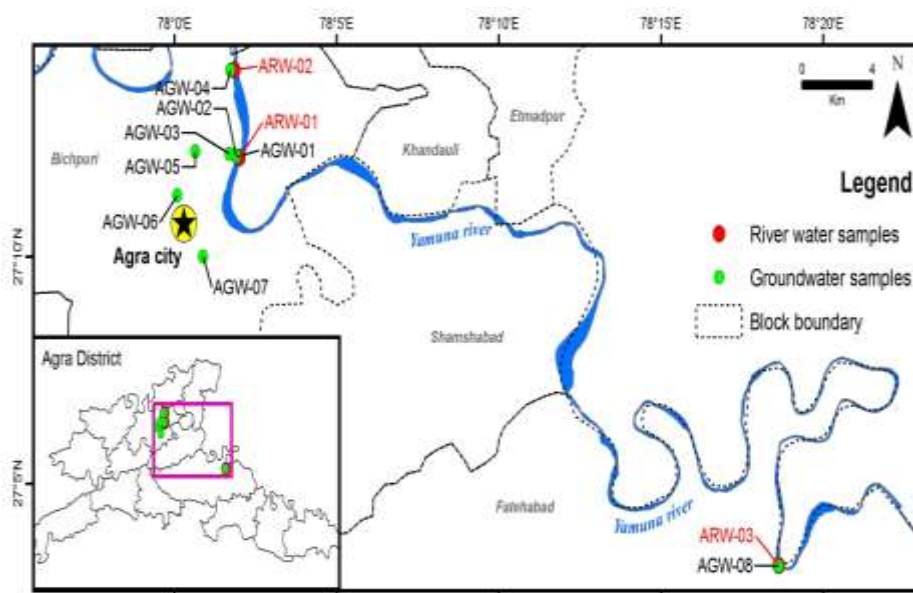 78°0'E 78°5'E 78°10'E 78°15'E 78°20'E
ARW-02
AGW-04
AGW-02
ARW-01
AGW-03
AGW-01
AGW-05
AGW-06
Agra city
AGW-07
Bichpuri
Khandauli
Etmadpur
Yamuna river
Shamshabad
Fatehabad
Yamuna river
ARW-03
AGW-08
N
4
Km
Legend
River water samples
Groundwater samples
Block boundary
27°10'N
27°5'N
Agra District